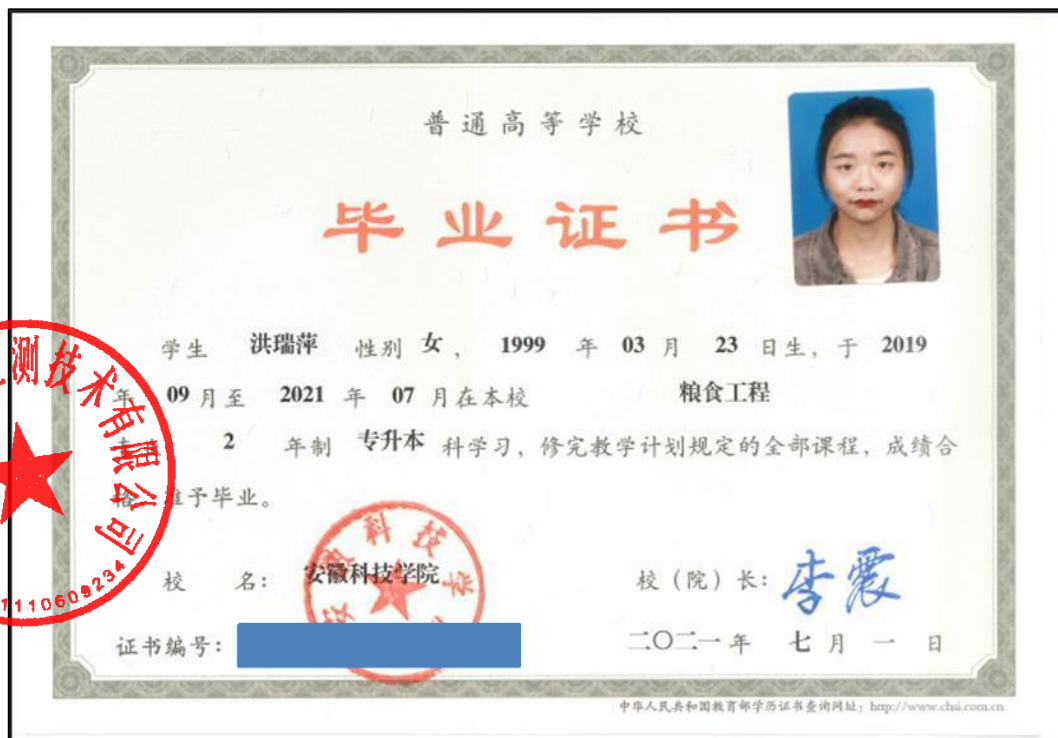 普通高等学校
毕业证书
学生 洪瑞萍 性别 女, 1999 年 03 月 23 日生, 于 2019
年 09 月至 2021 年 07 月在本校 粮食工程
2 年制 专升本 科学习, 修完教学计划规定的全部课程, 成绩合
格, 准予毕业。
校 名: 安徽科技学院
校(院)长: 李震
证书编号:
二〇二一年 七 月 一 日
中华人民共和国教育部学历证书查询网址: http://www.chsi.com.cn
测技术有限公司
1110609234